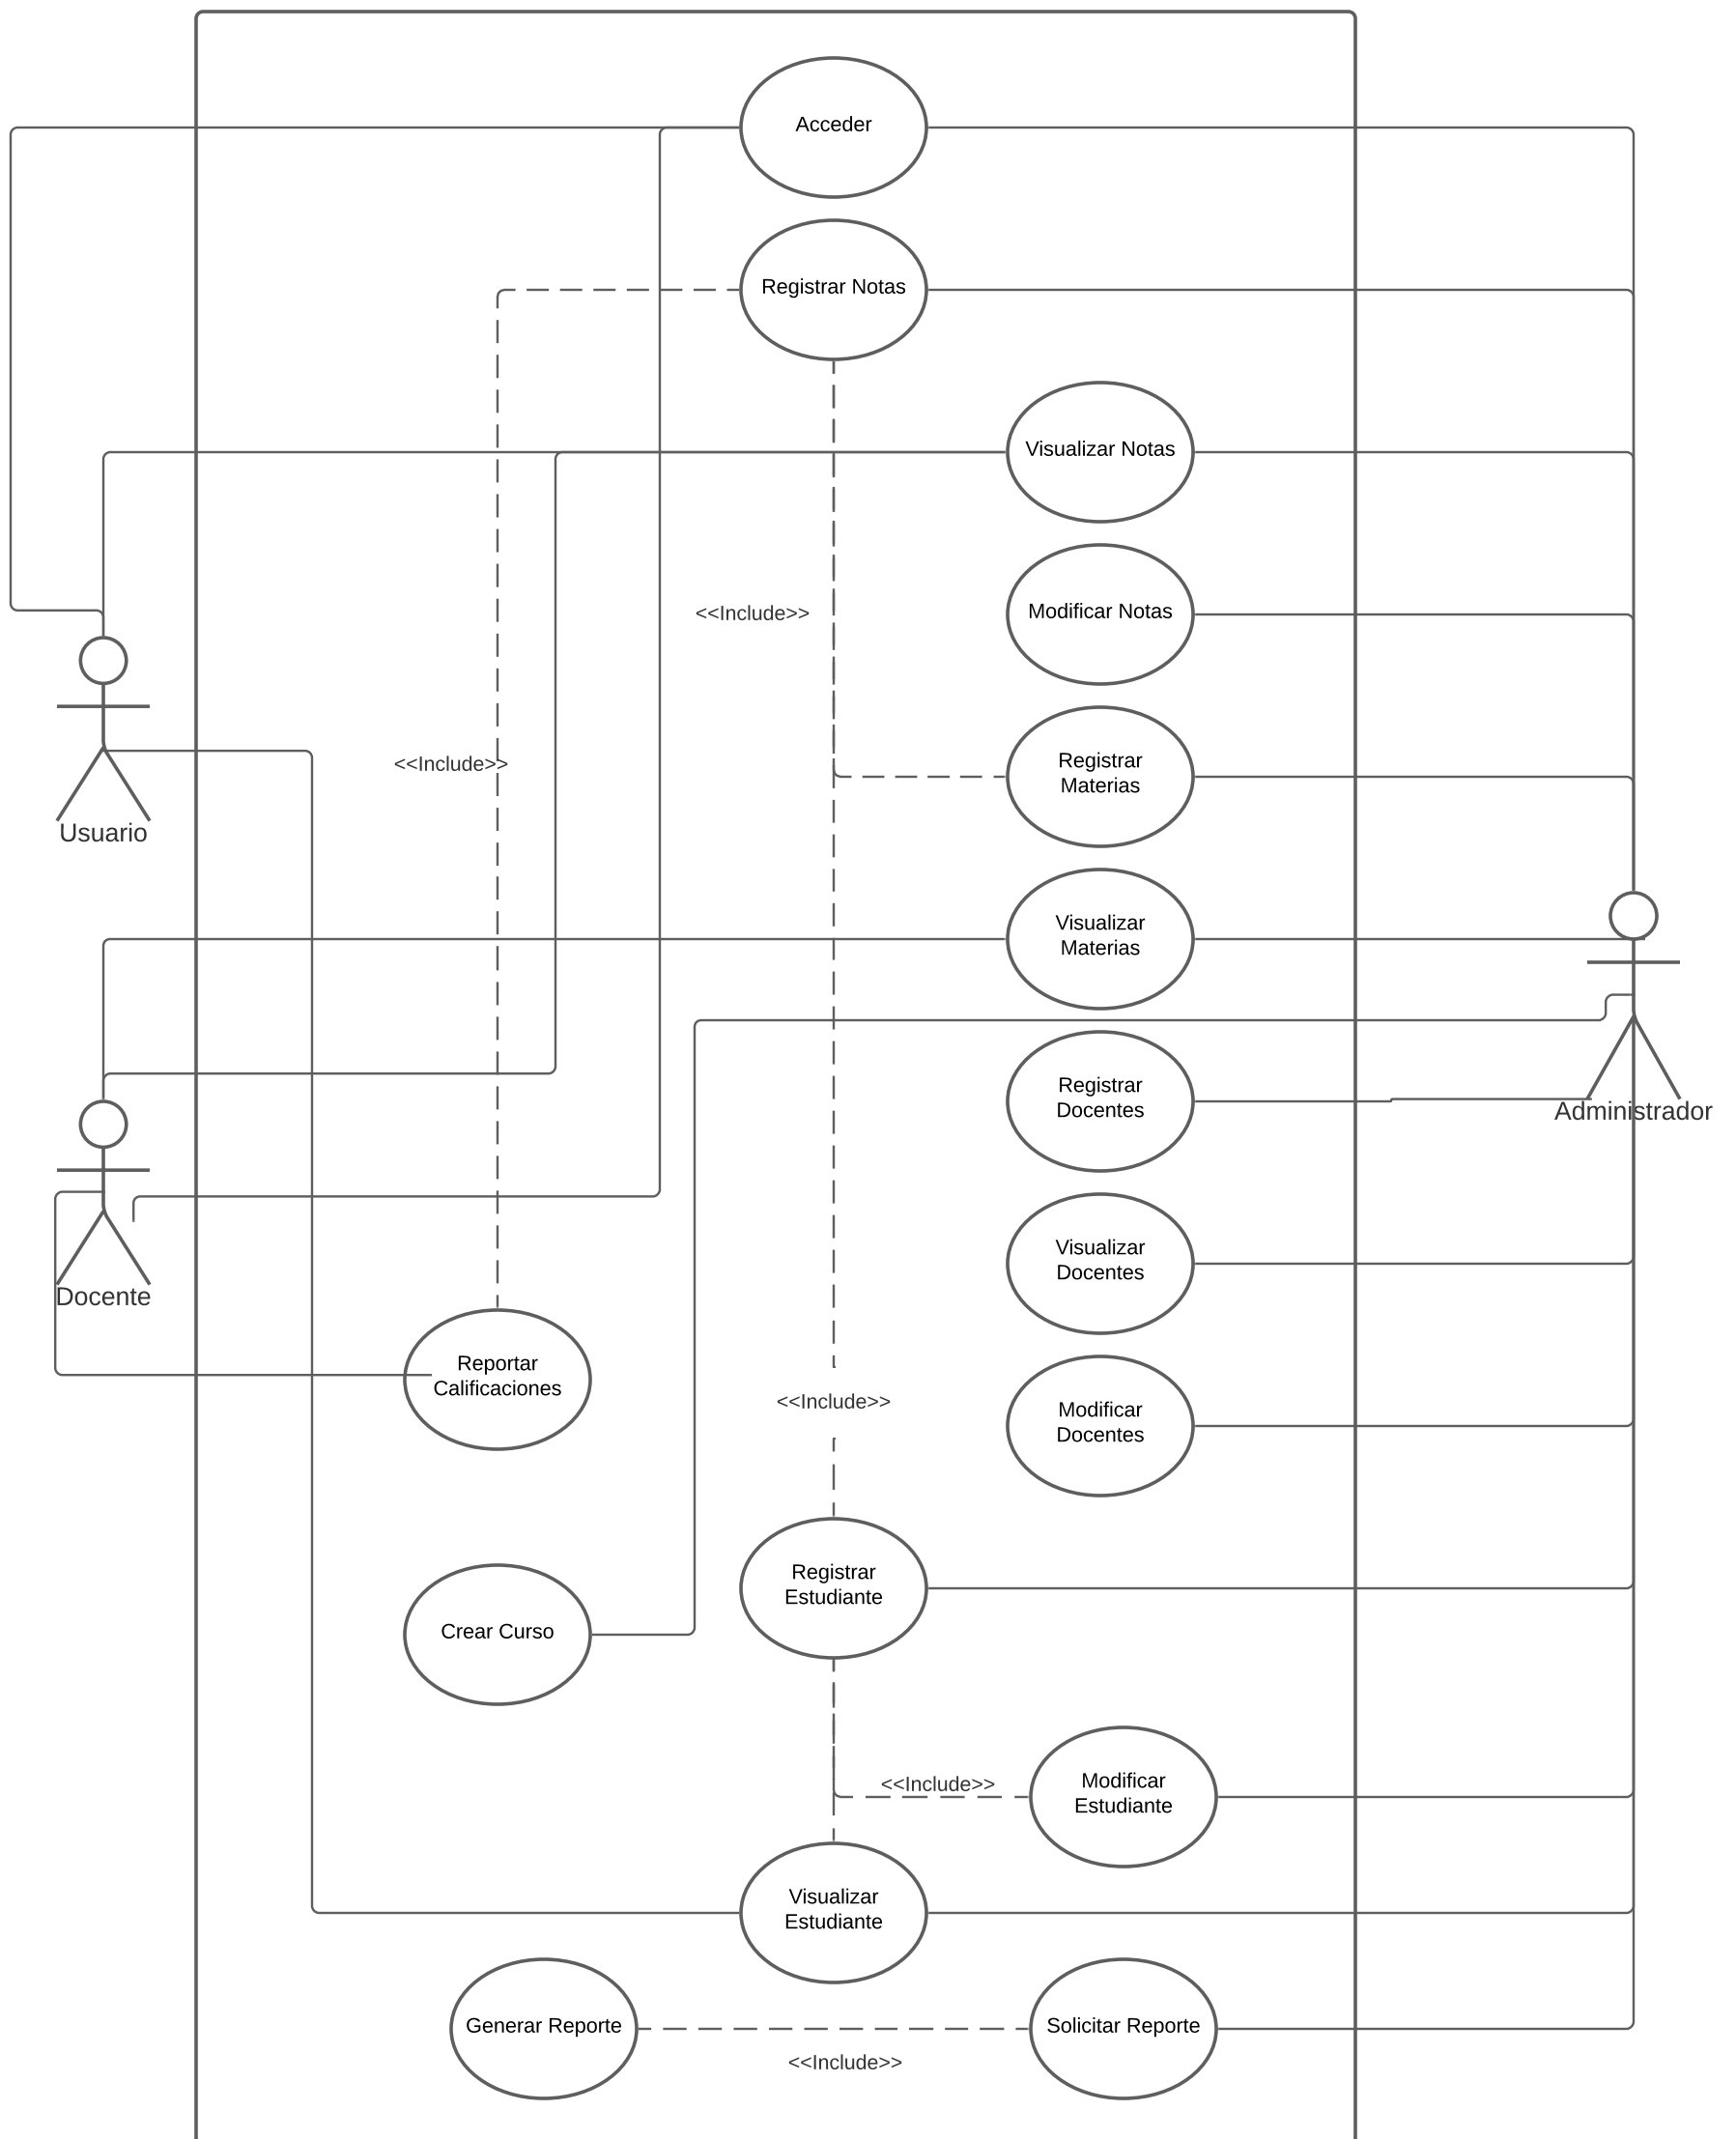 Acceder
Registrar Notas
Visualizar Notas
<<Include>>
Modificar Notas
<<Include>>
Registrar
Materias
Usuario
Visualizar
Materias
Registrar
Docentes
Administrador
Visualizar
Docentes
Docente
Reportar
Calificaciones
<<Include>>
Modificar
Docentes
Registrar
Estudiante
Crear Curso
<<Include>>
Modificar
Estudiante
Visualizar
Estudiante
Generar Reporte
Solicitar Reporte
<<Include>>